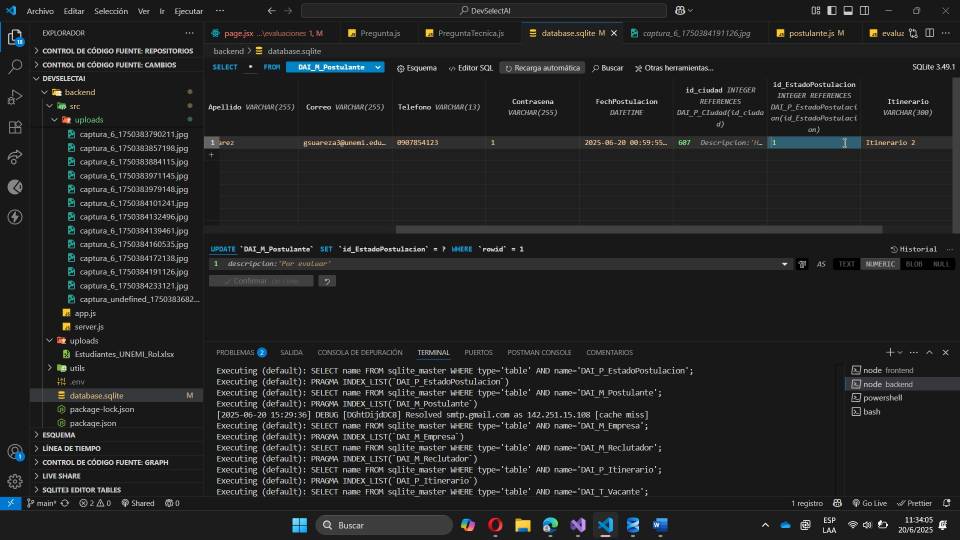 Archivo Editar Selección Ver Ir Ejecutar ···
DevSelectAI
EXPLORADOR
CONTROL DE CÓDIGO FUENTE: REPOSITORIOS
CONTROL DE CÓDIGO FUENTE: CAMBIOS
DEVSELECTAI
backend
src
uploads
captura_6_1750383790211.jpg
captura_6_1750383857198.jpg
captura_6_1750383884115.jpg
captura_6_1750383971145.jpg
captura_6_1750383979148.jpg
captura_6_1750384101241.jpg
captura_6_1750384132496.jpg
captura_6_1750384139461.jpg
captura_6_1750384160535.jpg
captura_6_1750384172138.jpg
captura_6_1750384191126.jpg
captura_6_1750384233121.jpg
captura_undefined_1750383682...
app.js
server.js
uploads
Estudiantes_UNEMI_Rol.xlsx
utils
.env
database.sqlite M
package-lock.json
package.json
ESQUEMA
LÍNEA DE TIEMPO
CONTROL DE CÓDIGO FUENTE: GRAPH
LIVE SHARE
SQLITE3 EDITOR TABLES
page.jsx ...\evaluaciones 1, M
Pregunta.js
PreguntaTecnica.js
database.sqlite M
captura_6_1750384191126.jpg
postulante.js M
evalua
backend > database.sqlite
SELECT * FROM DAI_M_Postulante
Esquema
Editor SQL
Recarga automática
Buscar
Otras herramientas...
SQLite 3.49.1
Apellido VARCHAR(255)
Correo VARCHAR(255)
Telefono VARCHAR(13)
Contrasena VARCHAR(255)
FechPostulacion DATETIME
id_ciudad INTEGER REFERENCES DAI_P_Ciudad(id_ciudad)
id_EstadoPostulacion INTEGER REFERENCES DAI_P_EstadoPostulacion(id_EstadoPostulacion)
Itinerario VARCHAR(300)
1 arez gsuareza3@unemi.edu… 0907854123 1 2025-06-20 00:59:55… 607 Descripcion:'H… 1 Itinerario 2
+
UPDATE `DAI_M_Postulante` SET `id_EstadoPostulacion` = ? WHERE `rowid` = 1
Historial ···
1 descripcion:'Por evaluar'
AS TEXT NUMERIC BLOB NULL
Confirmar
PROBLEMAS 2 SALIDA CONSOLA DE DEPURACIÓN TERMINAL PUERTOS POSTMAN CONSOLE COMENTARIOS
Executing (default): SELECT name FROM sqlite_master WHERE type='table' AND name='DAI_P_EstadoPostulacion';
Executing (default): PRAGMA INDEX_LIST(`DAI_P_EstadoPostulacion`)
Executing (default): SELECT name FROM sqlite_master WHERE type='table' AND name='DAI_M_Postulante';
Executing (default): PRAGMA INDEX_LIST(`DAI_M_Postulante`)
[2025-06-20 15:29:36] DEBUG [DGhtDijdDC8] Resolved smtp.gmail.com as 142.251.15.108 [cache miss]
Executing (default): SELECT name FROM sqlite_master WHERE type='table' AND name='DAI_M_Empresa';
Executing (default): PRAGMA INDEX_LIST(`DAI_M_Empresa`)
Executing (default): SELECT name FROM sqlite_master WHERE type='table' AND name='DAI_M_Reclutador';
Executing (default): PRAGMA INDEX_LIST(`DAI_M_Reclutador`)
Executing (default): SELECT name FROM sqlite_master WHERE type='table' AND name='DAI_P_Itinerario';
Executing (default): PRAGMA INDEX_LIST(`DAI_P_Itinerario`)
Executing (default): SELECT name FROM sqlite_master WHERE type='table' AND name='DAI_T_Vacante';
node frontend
node backend
powershell
bash
main* 2 0 Shared 0
1 registro
Go Live
Prettier
Buscar
ESP
LAA
11:34:05
20/6/2025